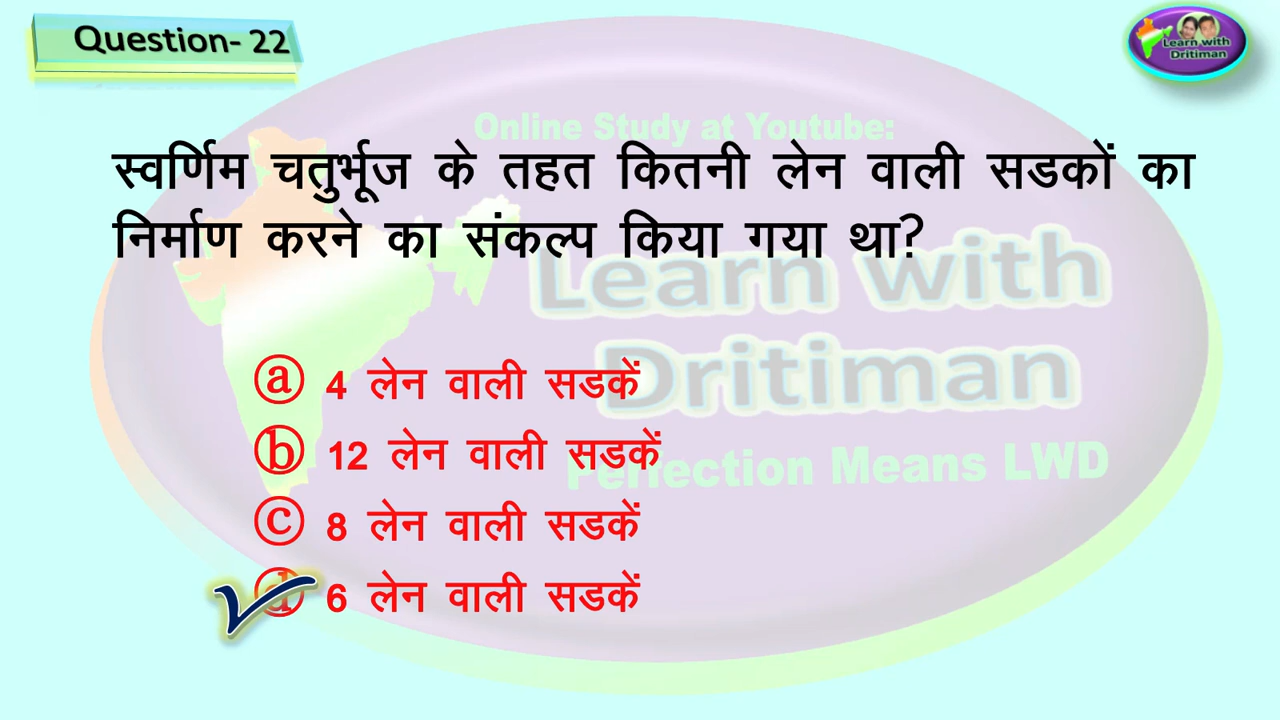 Question- 22
Learn with
Dritiman
Online Study at Youtube:
स्वर्णिम चतुर्भूज के तहत कितनी लेन वाली सडकों का
निर्माण करने का संकल्प किया गया था?
Learn with
Dritiman
Perfection Means LWD
ⓐ 4 लेन वाली सडकें
ⓑ 12 लेन वाली सडकें
ⓒ 8 लेन वाली सडकें
ⓓ 6 लेन वाली सडकें